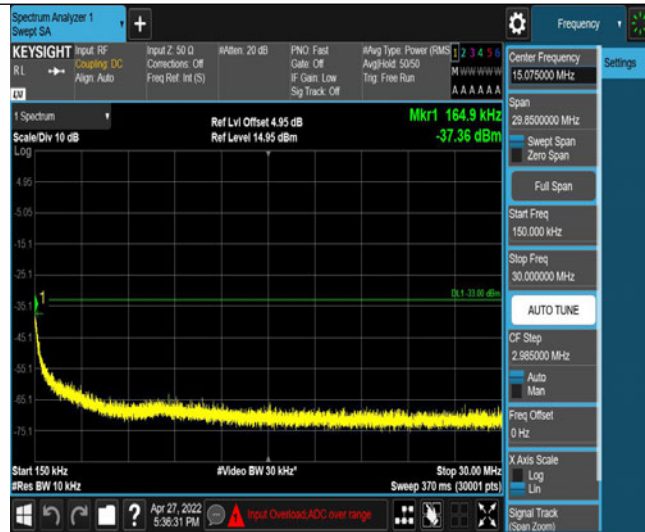 Spectrum Analyzer 1
Swept SA
Frequency
KEYSIGHT
Input: RF
Coupling: DC
Align: Auto
Input Z: 50 Ω
Corrections: Off
Freq Ref: Int (S)
#Atten: 20 dB
PNO: Fast
Gate: Off
IF Gain: Low
Sig Track: Off
#Avg Type: Power (RMS
Avg|Hold: 50/50
Trig: Free Run
1 2 3 4 5 6
M W W W W W
A A A A A A
R L
LXI
1 Spectrum
Scale/Div 10 dB
Ref Lvl Offset 4.95 dB
Ref Level 14.95 dBm
Mkr1 164.9 kHz
-37.36 dBm
Log
4.95
-5.05
-15.1
-25.1
DL1 -33.00 dBm
1
-35.1
-45.1
-55.1
-65.1
-75.1
Start 150 kHz
#Res BW 10 kHz
#Video BW 30 kHz*
Stop 30.00 MHz
Sweep 370 ms (30001 pts)
Apr 27, 2022
5:36:31 PM
?
Input Overload;ADC over range
Center Frequency
15.075000 MHz
Settings
Span
29.8500000 MHz
Swept Span
Zero Span
Full Span
Start Freq
150.000 kHz
Stop Freq
30.000000 MHz
AUTO TUNE
CF Step
2.985000 MHz
Auto
Man
Freq Offset
0 Hz
X Axis Scale
Log
Lin
Signal Track
(Span Zoom)